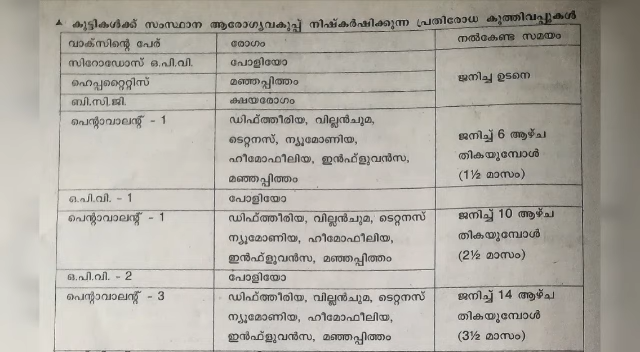 ▲ കുട്ടികൾക്ക് സംസ്ഥാന ആരോഗ്യവകുപ്പ് നിഷ്കർഷിക്കുന്ന പ്രതിരോധ കുത്തിവപ്പുകൾ
വാക്സിന്റെ പേര് രോഗം നൽകേണ്ട സമയം
സിറോഡോസ് ഒ.പി.വി. പോളിയോ
ഹെപ്പറ്റൈറ്റിസ് മഞ്ഞപ്പിത്തം ജനിച്ച ഉടനെ
ബി.സി.ജി. ക്ഷയരോഗം
പെന്റാവാലന്റ് - 1 ഡിഫ്ത്തീരിയ, വില്ലൻചുമ,
ടെറ്റനസ്, ന്യൂമോണിയ, ജനിച്ച് 6 ആഴ്ച
ഹീമോഫീലിയ, ഇൻഫ്ളുവൻസ, തികയുമ്പോൾ
മഞ്ഞപ്പിത്തം (1½ മാസം)
ഒ.പി.വി. - 1 പോളിയോ
പെന്റാവാലന്റ് - 1 ഡിഫ്ത്തീരിയ, വില്ലൻചുമ, ടെറ്റനസ് ജനിച്ച് 10 ആഴ്ച
ന്യൂമോണിയ, ഹീമോഫീലിയ, തികയുമ്പോൾ
ഇൻഫ്ളുവൻസ, മഞ്ഞപ്പിത്തം (2½ മാസം)
ഒ.പി.വി. - 2 പോളിയോ
പെന്റാവാലന്റ് - 3 ഡിഫ്ത്തീരിയ, വില്ലൻചുമ, ടെറ്റനസ് ജനിച്ച് 14 ആഴ്ച
ന്യൂമോണിയ, ഹീമോഫീലിയ, തികയുമ്പോൾ
ഇൻഫ്ളുവൻസ, മഞ്ഞപ്പിത്തം (3½ മാസം)